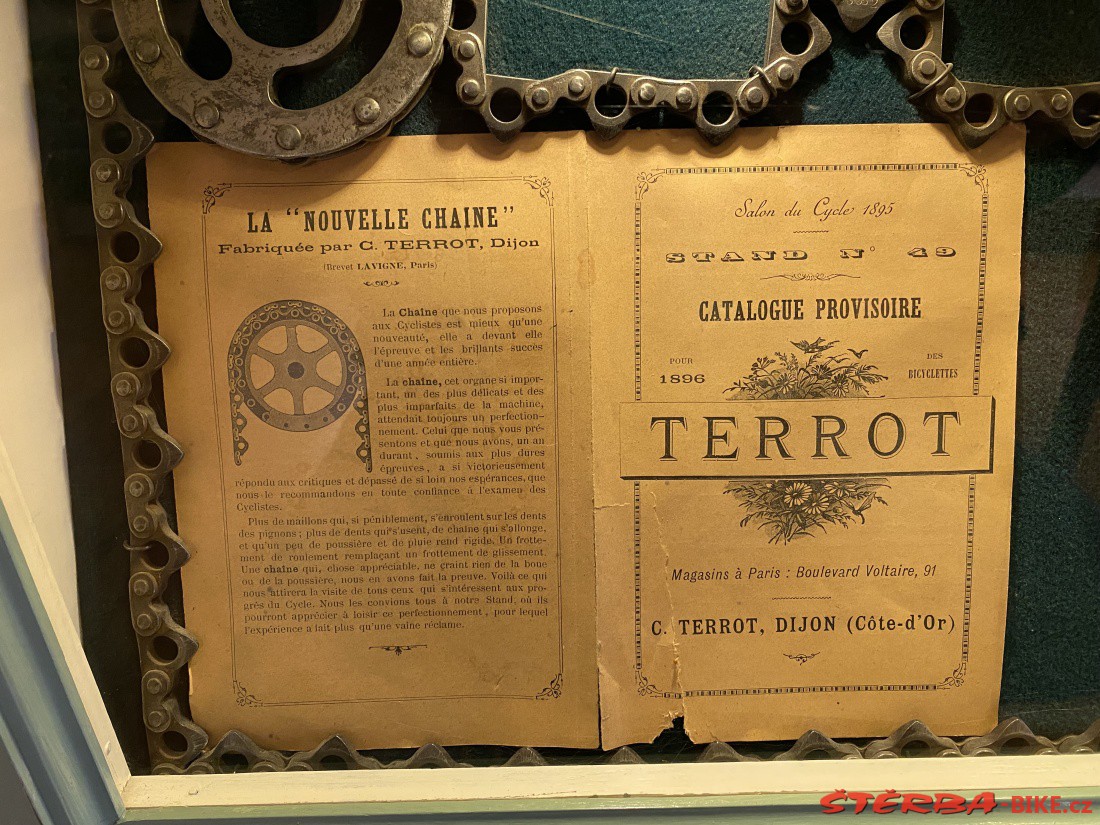 LA "NOUVELLE CHAINE"
Fabriquée par C. TERROT, Dijon
(Brevet LAVIGNE, Paris)
La Chaîne que nous proposons
aux Cyclistes est mieux qu'une
nouveauté, elle a devant elle
l'épreuve et les brillants succès
d'une année entière.
La chaîne, cet organe si impor-
tant, un des plus délicats et des
plus imparfaits de la machine,
attendait toujours un perfection-
nement. Celui que nous vous pré-
sentons et que nous avons, un an
durant, soumis aux plus dures
épreuves, a si victorieusement
répondu aux critiques et dépassé de si loin nos espérances, que
nous le recommandons en toute confiance à l'examen des
Cyclistes.
Plus de maillons qui, si péniblement, s'enroulent sur les dents
des pignons; plus de dents qui s'usent, de chaîne qui s'allonge,
et qu'un peu de poussière et de pluie rend rigide. Un frotte-
ment de roulement remplaçant un frottement de glissement.
Une chaîne qui, chose appréciable, ne craint rien de la boue
ou de la poussière, nous en avons fait la preuve. Voilà ce qui
nous attirera la visite de tous ceux qui s'intéressent aux pro-
grès du Cycle. Nous les convions tous à notre Stand, où ils
pourront apprécier à loisir ce perfectionnement, pour lequel
l'expérience a fait plus qu'une vaine réclame.
Salon du Cycle 1895
STAND N° 49
CATALOGUE PROVISOIRE
POUR
1896
DES
BICYCLETTES
TERROT
Magasins à Paris : Boulevard Voltaire, 91
C. TERROT, DIJON (Côte-d'Or)
ŠTĚRBA-BIKE.cz